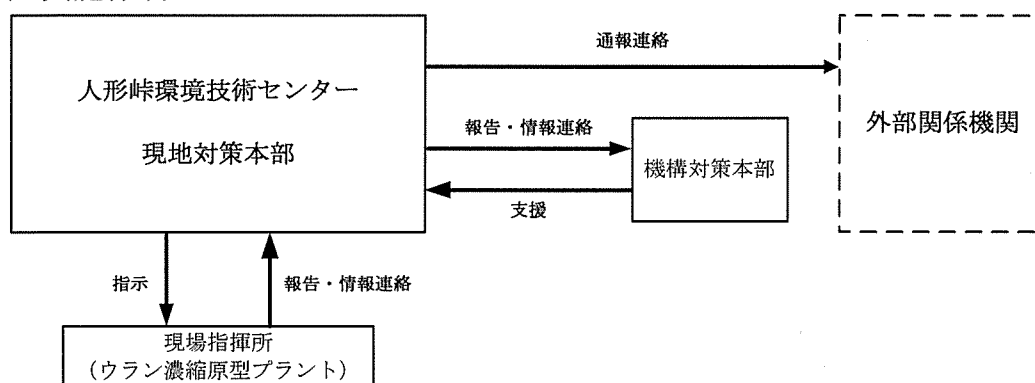 通報連絡
人形峠環境技術センター
現地対策本部
外部関係機関
報告・情報連絡
機構対策本部
支援
指示
報告・情報連絡
現場指揮所
（ウラン濃縮原型プラント）